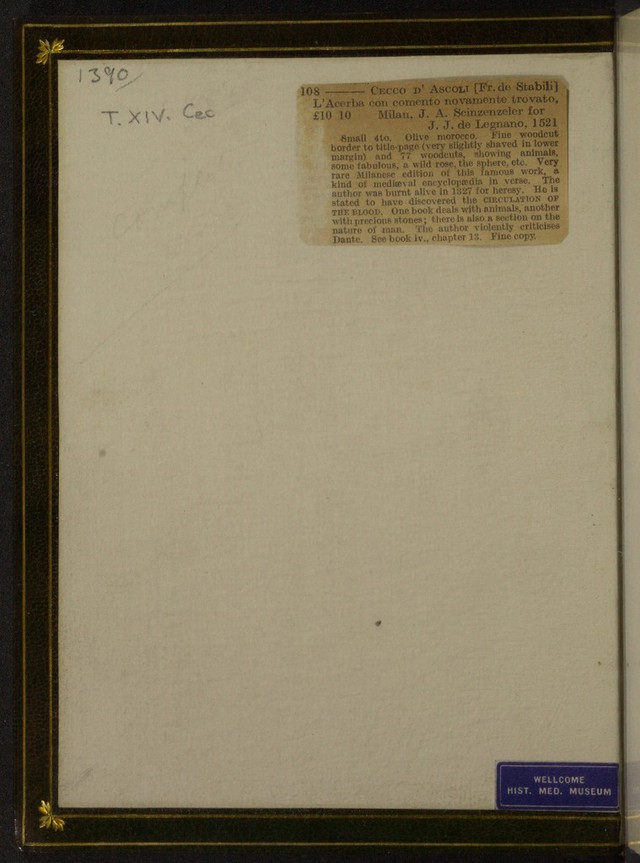 1390
T. XIV. Cec
108 ——— CECCO D' ASCOLI [Fr. de Stabili]
L'Acerba con comento novamente trovato,
£10 10 Milan, J. A. Scinzenzeler for
J. J. de Legnano, 1521
Small 4to. Olive morocco. Fine woodcut
border to title-page (very slightly shaved in lower
margin) and 77 woodcuts, showing animals,
some fabulous, a wild rose, the sphere, etc. Very
rare Milanese edition of this famous work, a
kind of mediæval encyclopædia in verse. The
author was burnt alive in 1327 for heresy. He is
stated to have discovered the CIRCULATION OF
THE BLOOD. One book deals with animals, another
with precious stones; there is also a section on the
nature of man. The author violently criticises
Dante. See book iv., chapter 13. Fine copy.
WELLCOME
HIST. MED. MUSEUM